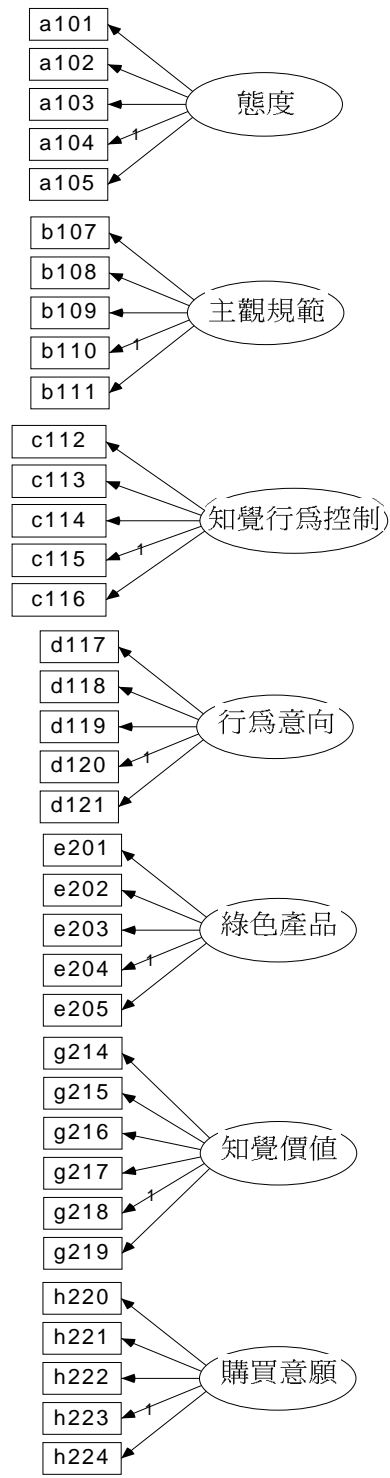 a101
a102
a103
a104
a105
1
態度
b107
b108
b109
b110
b111
1
主觀規範
c112
c113
c114
c115
c116
1
知覺行爲控制
d117
d118
d119
d120
d121
1
行爲意向
e201
e202
e203
e204
e205
1
綠色產品
g214
g215
g216
g217
g218
g219
1
知覺價值
h220
h221
h222
h223
h224
1
購買意願